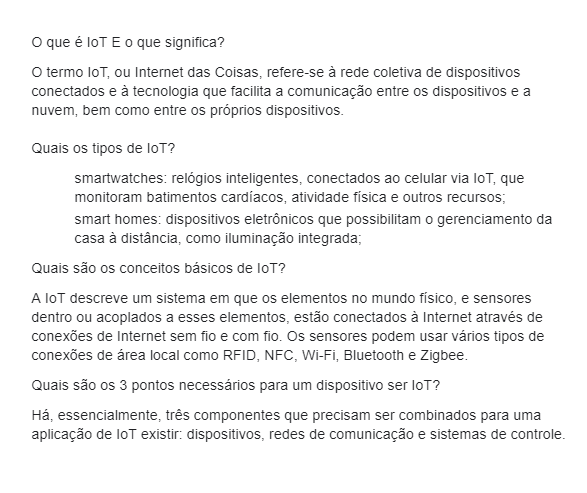 O que é IoT E o que significa?
O termo IoT, ou Internet das Coisas, refere-se à rede coletiva de dispositivos
conectados e à tecnologia que facilita a comunicação entre os dispositivos e a
nuvem, bem como entre os próprios dispositivos.
Quais os tipos de IoT?
smartwatches: relógios inteligentes, conectados ao celular via IoT, que
monitoram batimentos cardíacos, atividade física e outros recursos;
smart homes: dispositivos eletrônicos que possibilitam o gerenciamento da
casa à distância, como iluminação integrada;
Quais são os conceitos básicos de IoT?
A IoT descreve um sistema em que os elementos no mundo físico, e sensores
dentro ou acoplados a esses elementos, estão conectados à Internet através de
conexões de Internet sem fio e com fio. Os sensores podem usar vários tipos de
conexões de área local como RFID, NFC, Wi-Fi, Bluetooth e Zigbee.
Quais são os 3 pontos necessários para um dispositivo ser IoT?
Há, essencialmente, três componentes que precisam ser combinados para uma
aplicação de IoT existir: dispositivos, redes de comunicação e sistemas de controle.